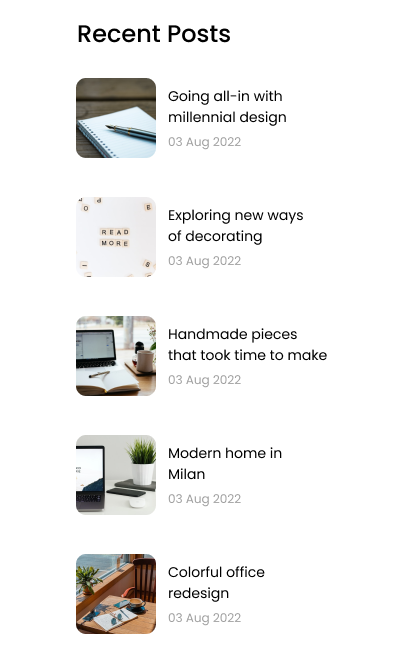 Recent Posts
Going all-in with
millennial design
03 Aug 2022
READ
MORE
Exploring new ways
of decorating
03 Aug 2022
Handmade pieces
that took time to make
03 Aug 2022
Modern home in
Milan
03 Aug 2022
Colorful office
redesign
03 Aug 2022